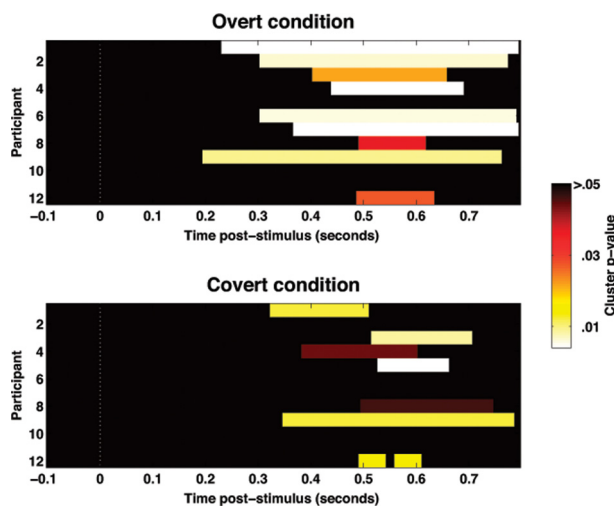 Overt condition
Participant
2
4
6
8
10
12
−0.1 0 0.1 0.2 0.3 0.4 0.5 0.6 0.7
Time post−stimulus (seconds)
Covert condition
Participant
2
4
6
8
10
12
−0.1 0 0.1 0.2 0.3 0.4 0.5 0.6 0.7
Time post−stimulus (seconds)
>.05
.03
.01
Cluster p−value